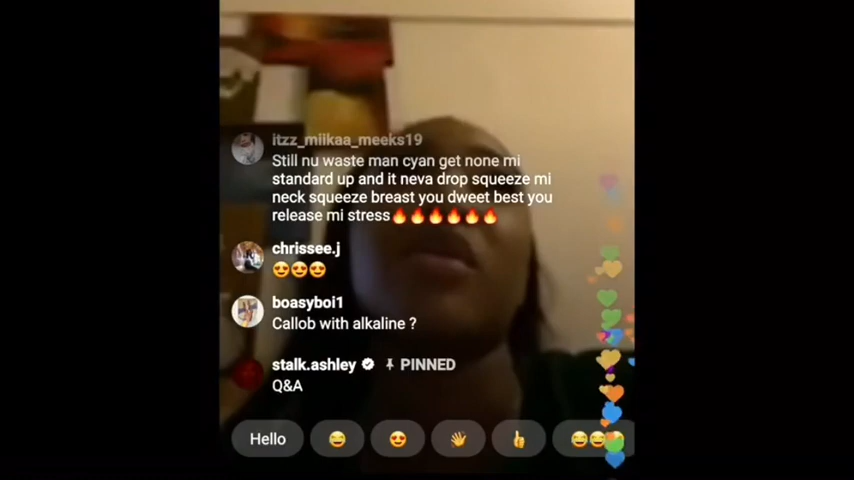 itzz_miikaa_meeks19
Still nu waste man cyan get none mi
standard up and it neva drop squeeze mi
neck squeeze breast you dweet best you
release mi stress🔥🔥🔥🔥🔥🔥
chrissee.j
😍😍😍
boasyboi1
Callob with alkaline ?
stalk.ashley PINNED
Q&A
Hello 😂 😍 👋 👍 😂😂😂